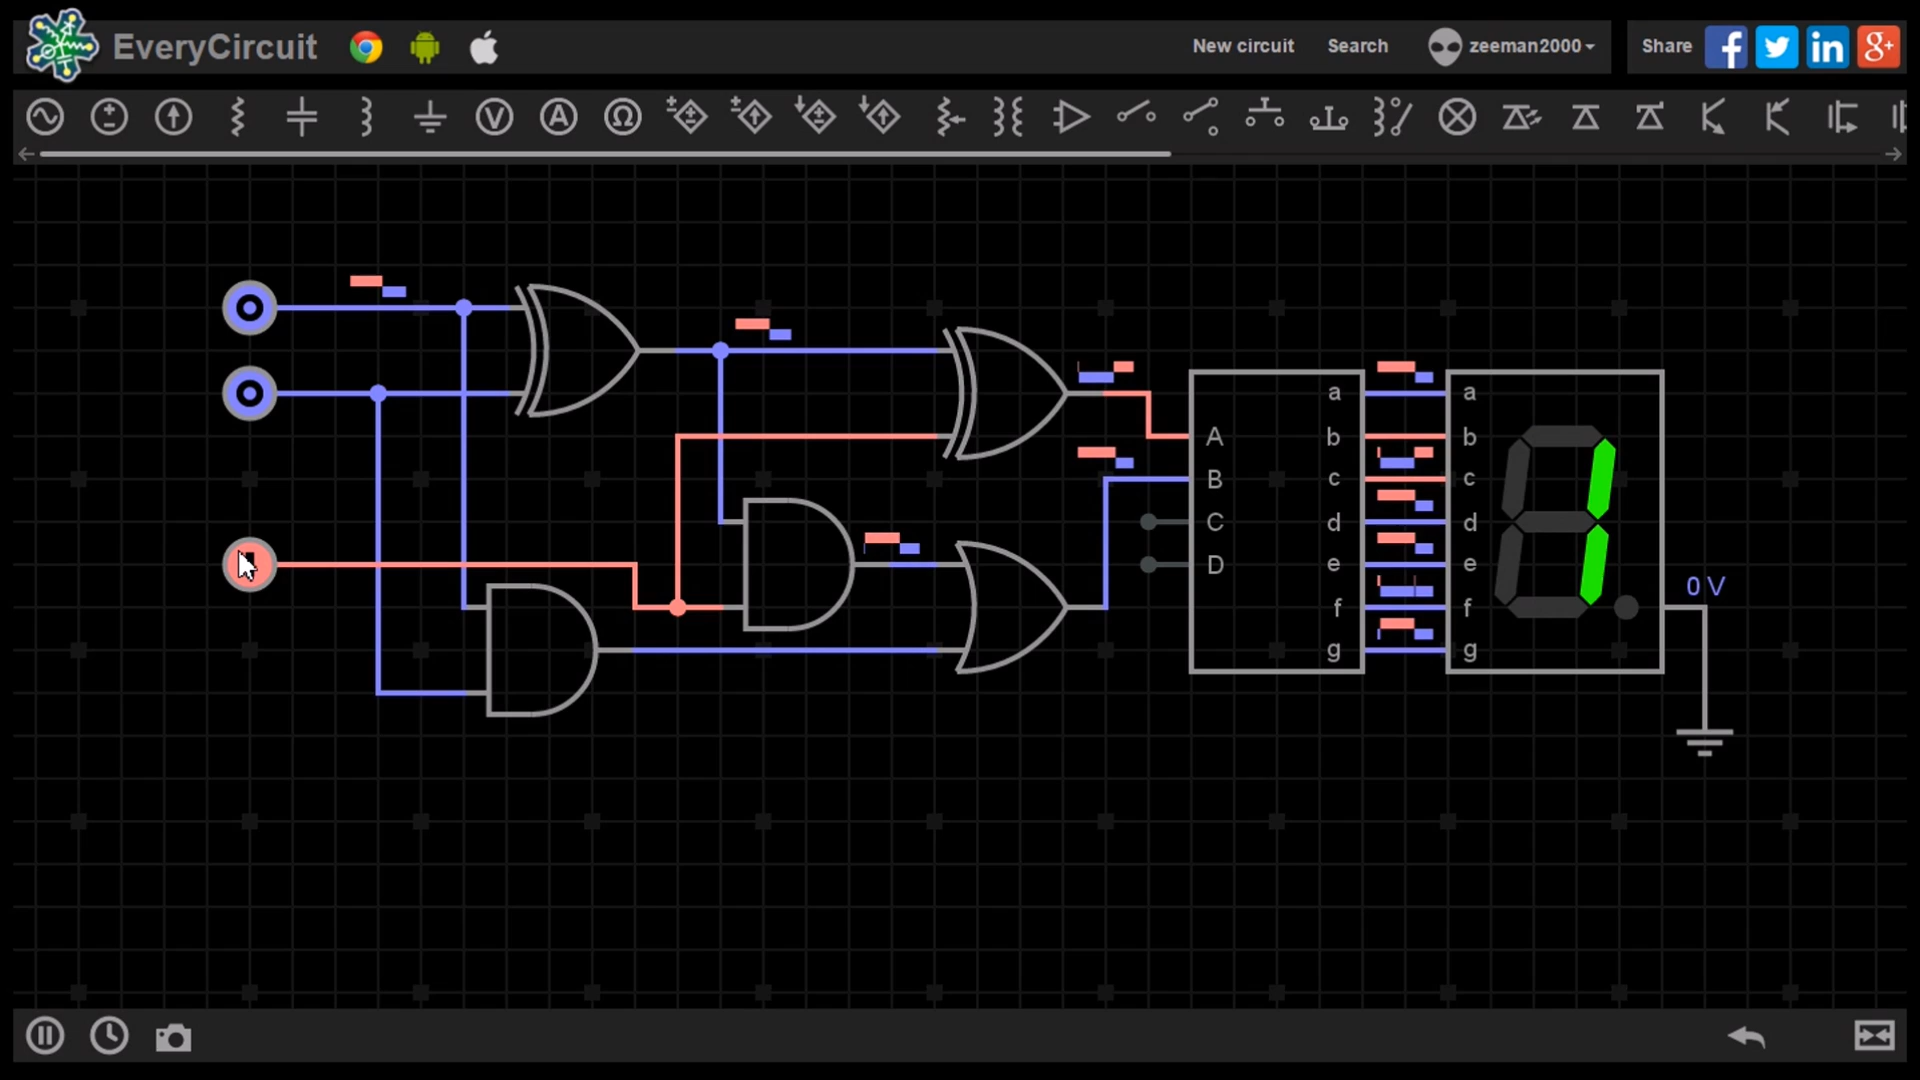 EveryCircuit
New circuit
Search
zeeman2000
Share
f
in
g+
V
A
Ω
A
B
C
D
a
b
c
d
e
f
g
a
b
c
d
e
f
g
0 V